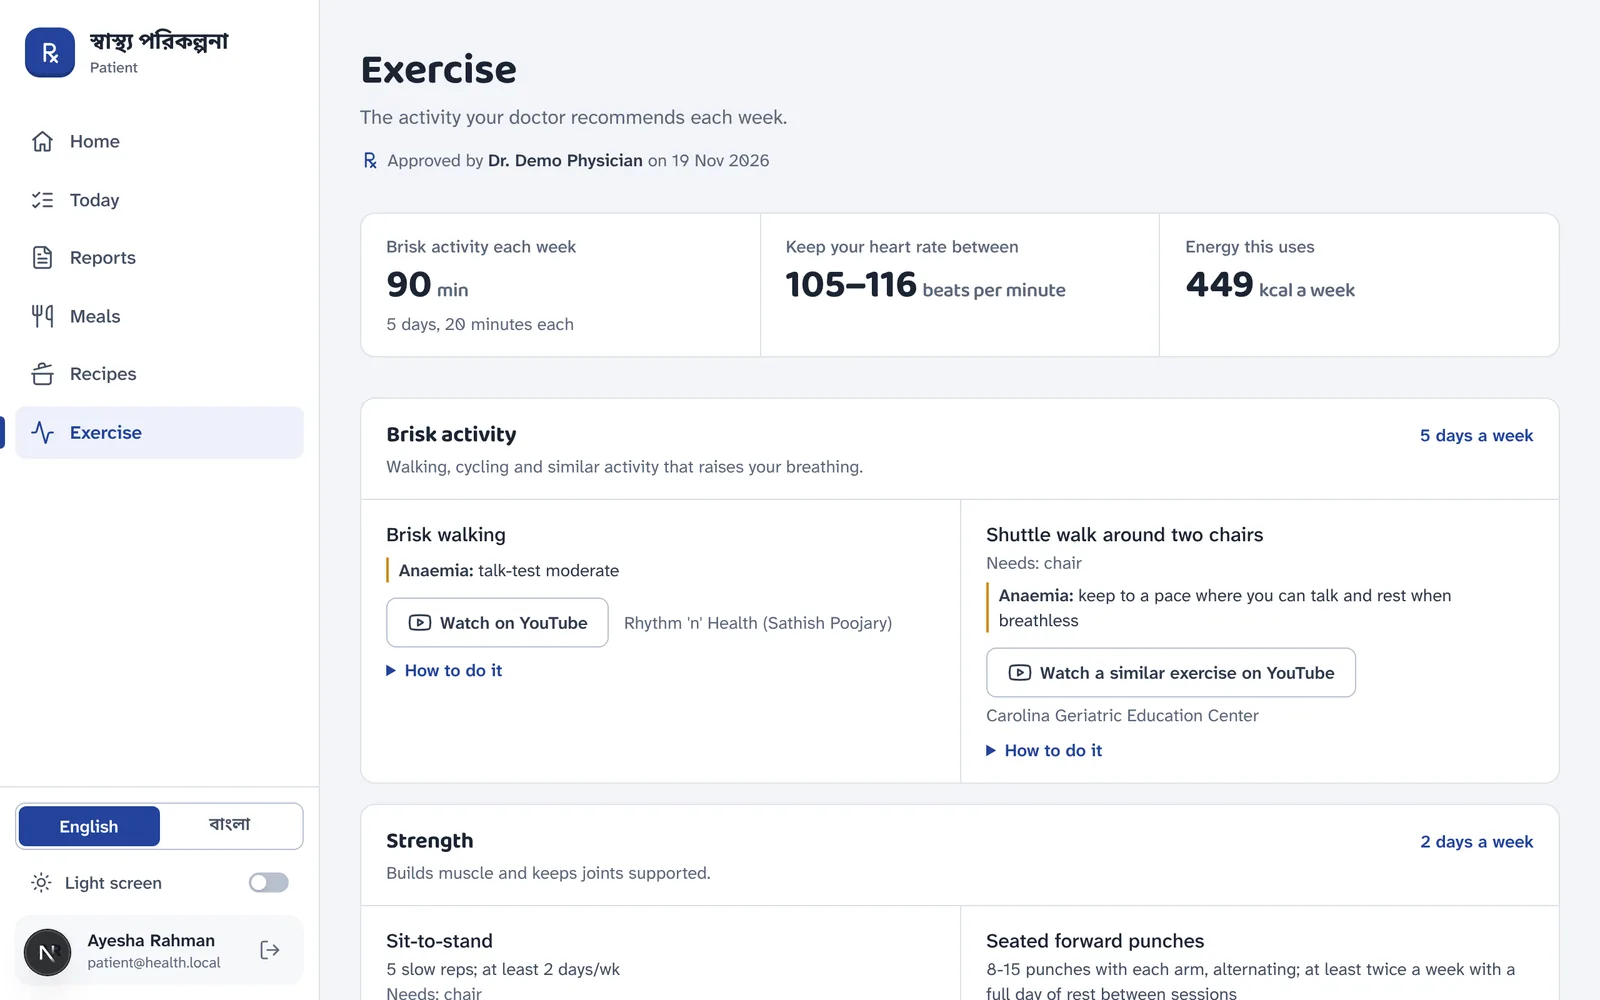 স্বাস্থ্য পরিকল্পনা
Patient
Home
Today
Reports
Meals
Recipes
Exercise
English
বাংলা
Light screen
Ayesha Rahman
patient@health.local
Exercise
The activity your doctor recommends each week.
Approved by Dr. Demo Physician on 19 Nov 2026
Brisk activity each week
90 min
5 days, 20 minutes each
Keep your heart rate between
105–116 beats per minute
Energy this uses
449 kcal a week
Brisk activity
5 days a week
Walking, cycling and similar activity that raises your breathing.
Brisk walking
Anaemia: talk-test moderate
Watch on YouTube
Rhythm 'n' Health (Sathish Poojary)
How to do it
Shuttle walk around two chairs
Needs: chair
Anaemia: keep to a pace where you can talk and rest when
breathless
Watch a similar exercise on YouTube
Carolina Geriatric Education Center
How to do it
Strength
2 days a week
Builds muscle and keeps joints supported.
Sit-to-stand
5 slow reps; at least 2 days/wk
Needs: chair
Seated forward punches
8-15 punches with each arm, alternating; at least twice a week with a
full day of rest between sessions